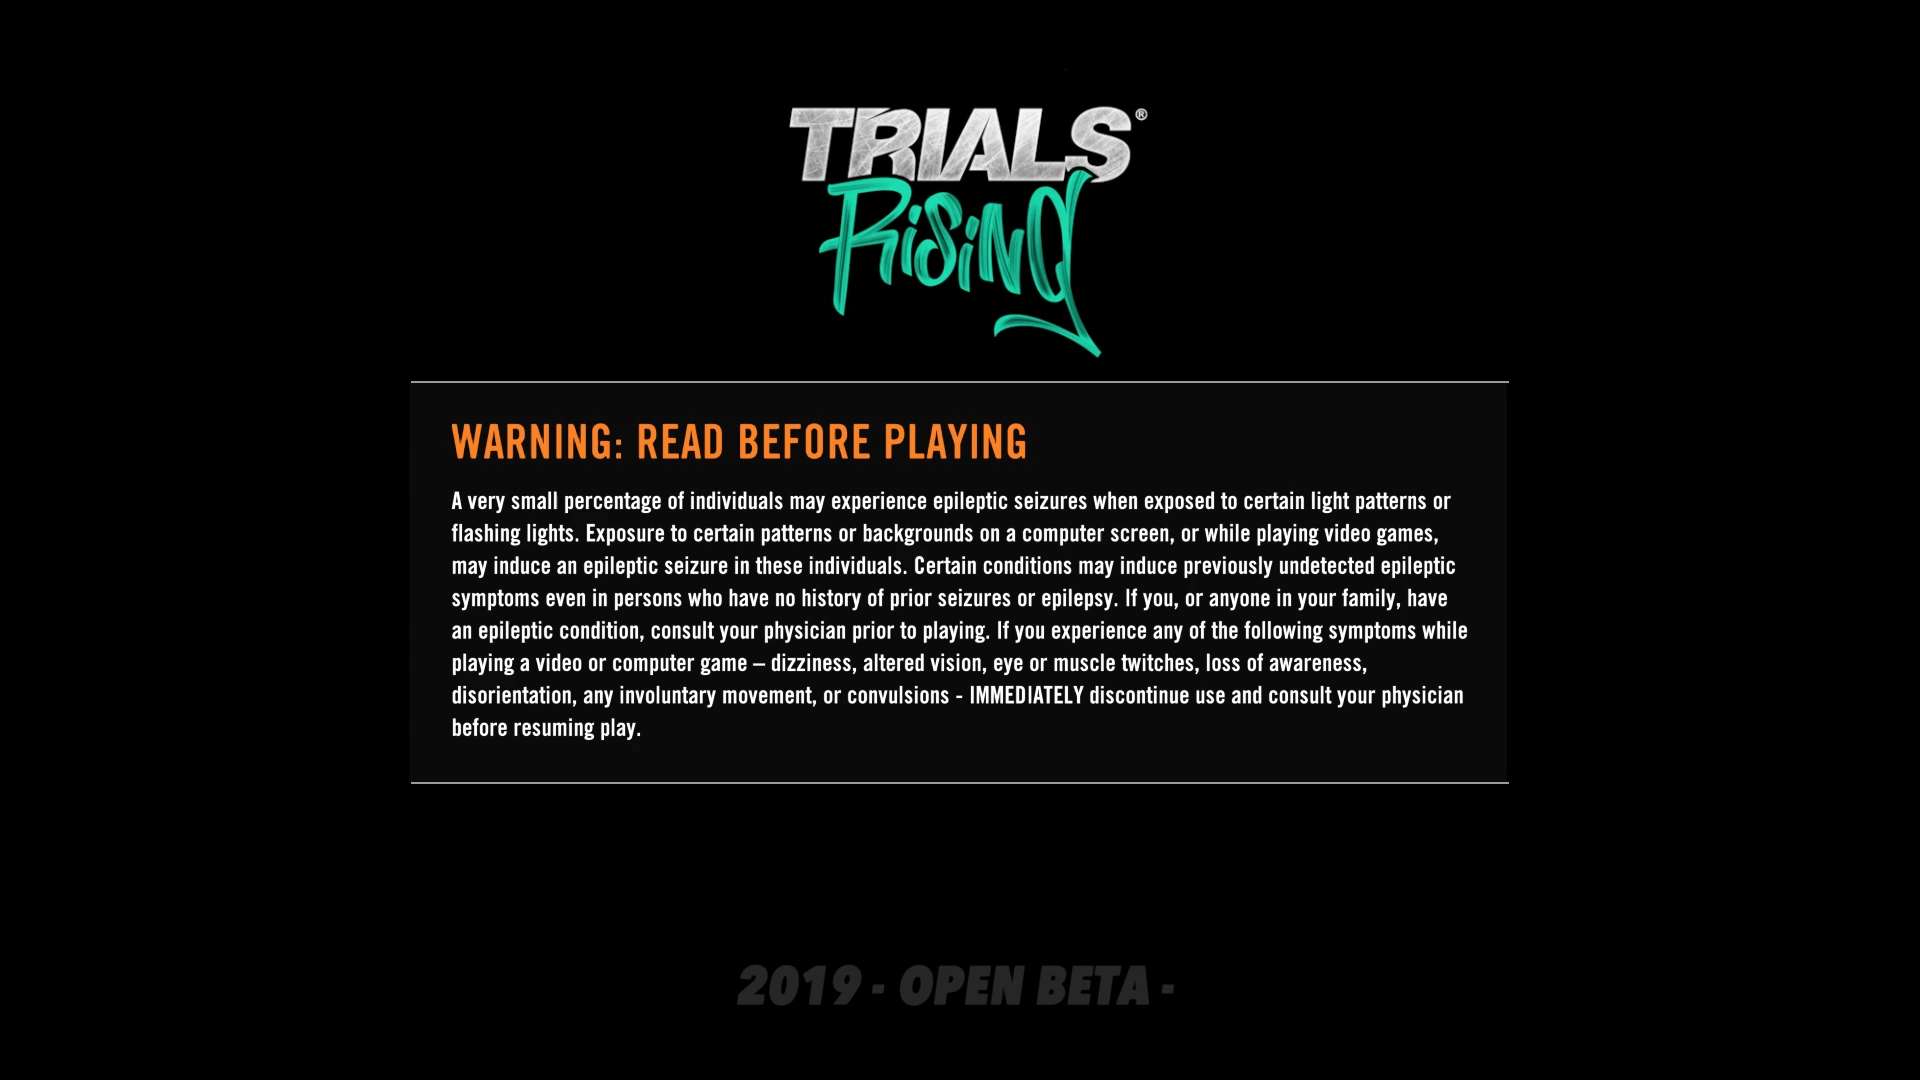 TRIALS®
Rising
WARNING: READ BEFORE PLAYING
A very small percentage of individuals may experience epileptic seizures when exposed to certain light patterns or
flashing lights. Exposure to certain patterns or backgrounds on a computer screen, or while playing video games,
may induce an epileptic seizure in these individuals. Certain conditions may induce previously undetected epileptic
symptoms even in persons who have no history of prior seizures or epilepsy. If you, or anyone in your family, have
an epileptic condition, consult your physician prior to playing. If you experience any of the following symptoms while
playing a video or computer game – dizziness, altered vision, eye or muscle twitches, loss of awareness,
disorientation, any involuntary movement, or convulsions - IMMEDIATELY discontinue use and consult your physician
before resuming play.
2019 - OPEN BETA -